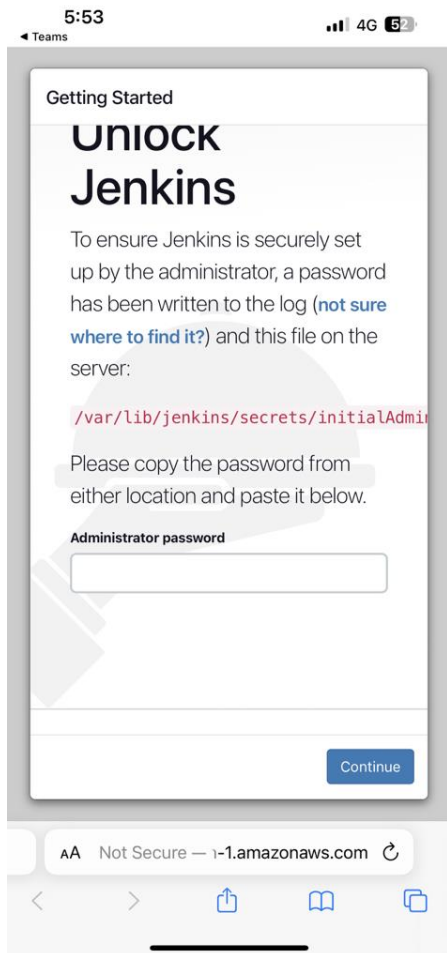 5:53
4G 52
◀ Teams
Getting Started
Unlock
Jenkins
To ensure Jenkins is securely set
up by the administrator, a password
has been written to the log (not sure
where to find it?) and this file on the
server:
/var/lib/jenkins/secrets/initialAdmi
Please copy the password from
either location and paste it below.
Administrator password
Continue
AA Not Secure — -1.amazonaws.com